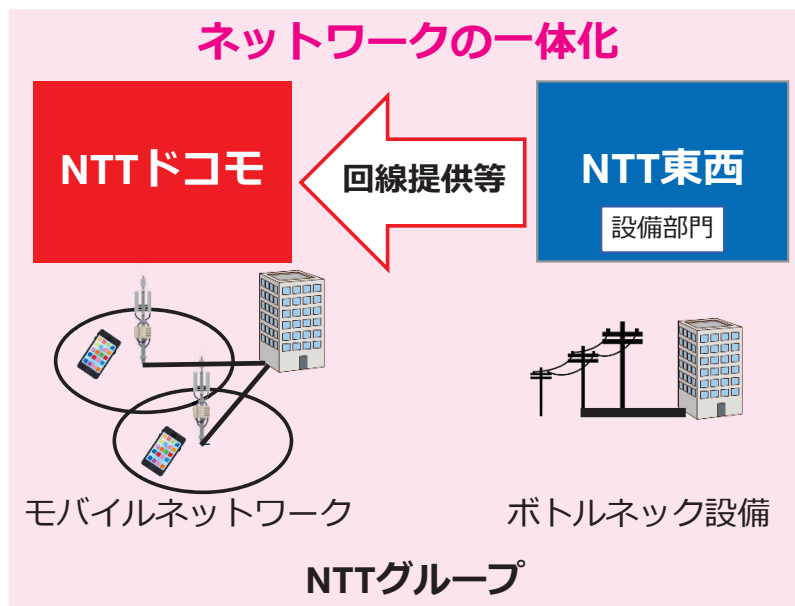 ネットワークの一体化
NTTドコモ
回線提供等
NTT東西
設備部門
モバイルネットワーク
ボトルネック設備
NTTグループ